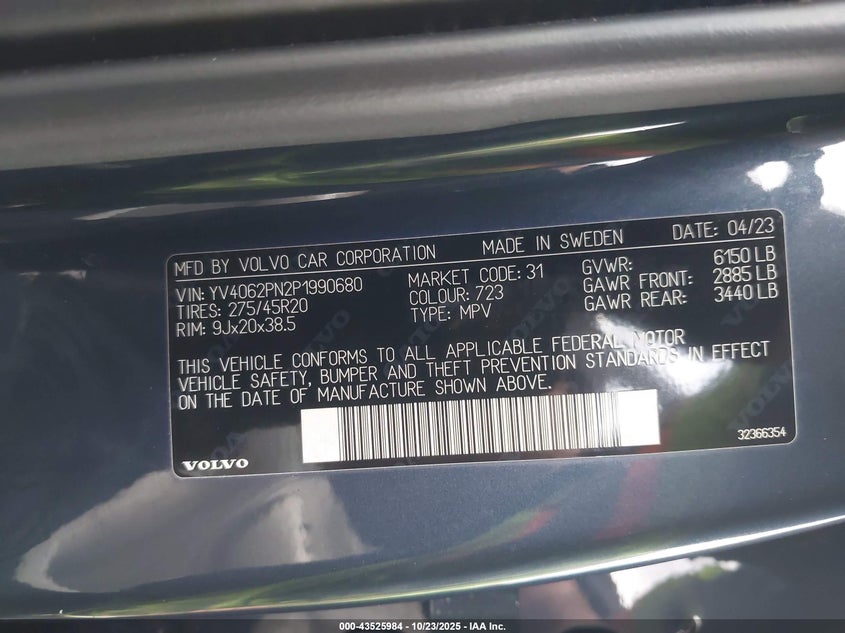 MFD BY VOLVO CAR CORPORATION MADE IN SWEDEN DATE: 04/23
VIN: YV4062PN2P1990680 MARKET CODE: 31 GVWR: 6150 LB
TIRES: 275/45R20 COLOUR: 723 GAWR FRONT: 2885 LB
RIM: 9Jx20x38.5 TYPE: MPV GAWR REAR: 3440 LB
THIS VEHICLE CONFORMS TO ALL APPLICABLE FEDERAL MOTOR
VEHICLE SAFETY, BUMPER AND THEFT PREVENTION STANDARDS IN EFFECT
ON THE DATE OF MANUFACTURE SHOWN ABOVE.
VOLVO 32366354
000-43525984 - 10/23/2025 - IAA Inc.